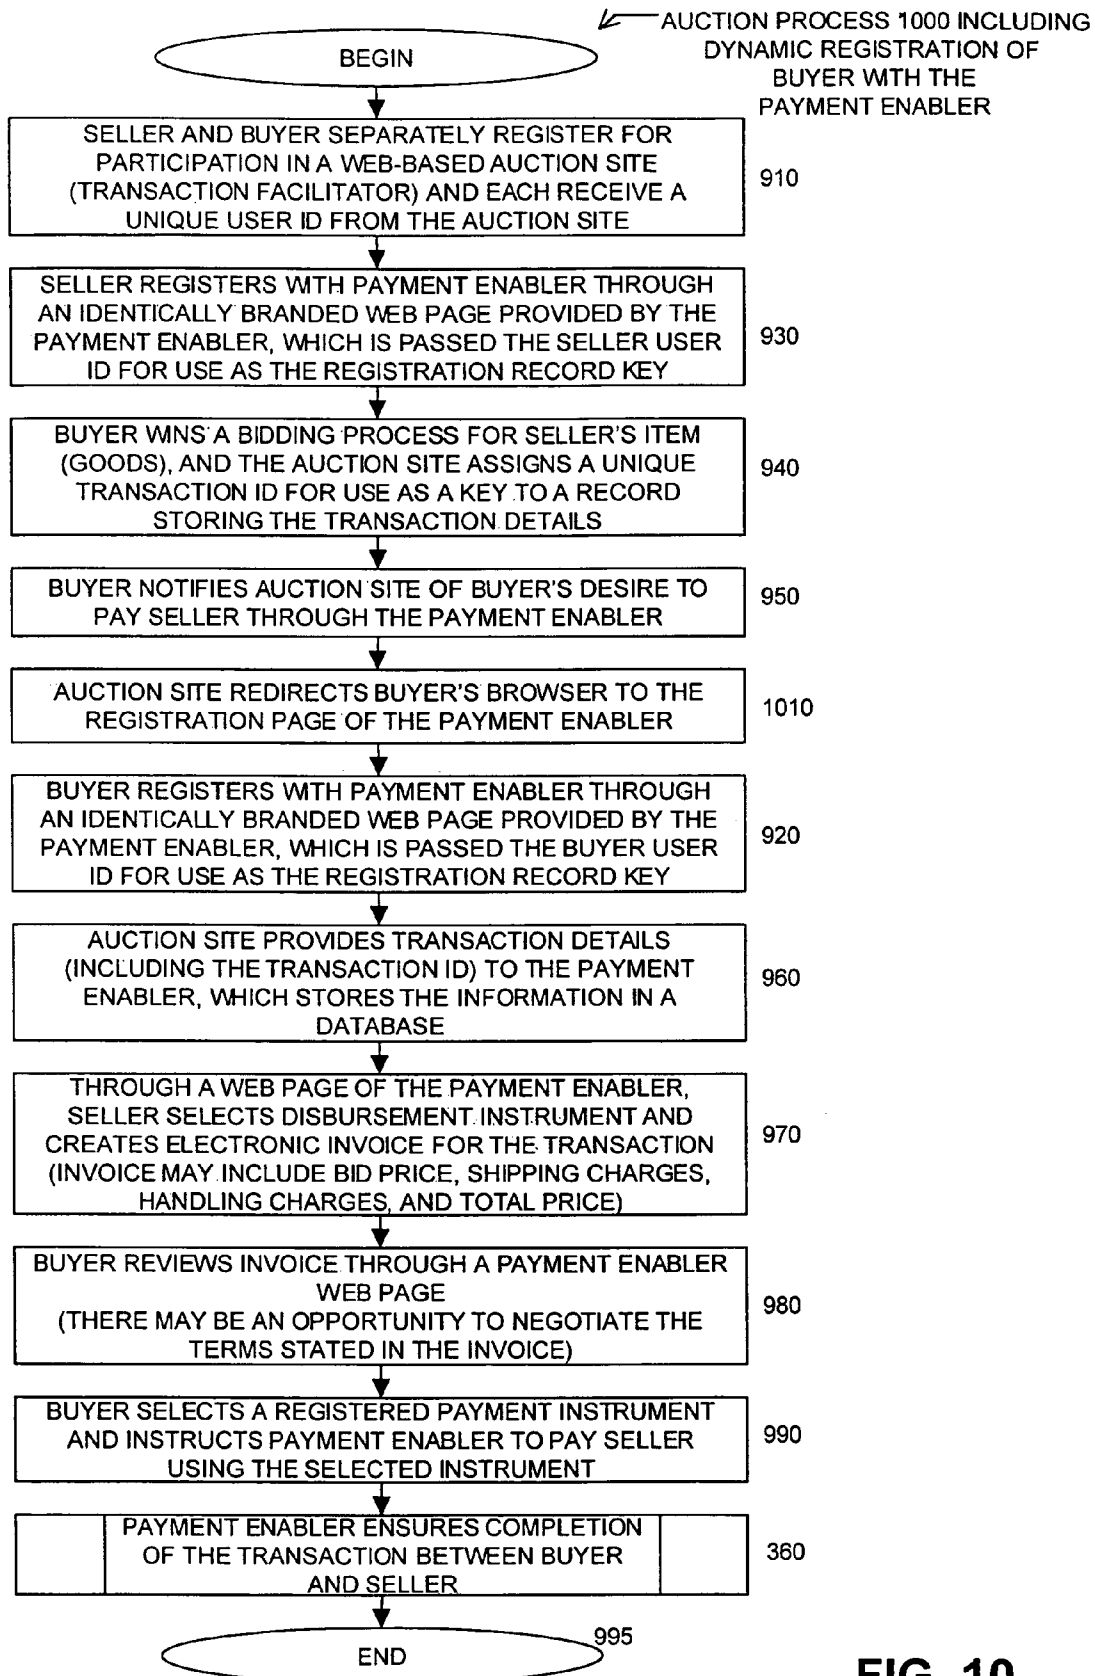 AUCTION PROCESS 1000 INCLUDING
DYNAMIC REGISTRATION OF
BUYER WITH THE
PAYMENT ENABLER
BEGIN
SELLER AND BUYER SEPARATELY REGISTER FOR
PARTICIPATION IN A WEB-BASED AUCTION SITE
(TRANSACTION FACILITATOR) AND EACH RECEIVE A
UNIQUE USER ID FROM THE AUCTION SITE
910
SELLER REGISTERS WITH PAYMENT ENABLER THROUGH
AN IDENTICALLY BRANDED WEB PAGE PROVIDED BY THE
PAYMENT ENABLER, WHICH IS PASSED THE SELLER USER
ID FOR USE AS THE REGISTRATION RECORD KEY
930
BUYER WINS A BIDDING PROCESS FOR SELLER'S ITEM
(GOODS), AND THE AUCTION SITE ASSIGNS A UNIQUE
TRANSACTION ID FOR USE AS A KEY TO A RECORD
STORING THE TRANSACTION DETAILS
940
BUYER NOTIFIES AUCTION SITE OF BUYER'S DESIRE TO
PAY SELLER THROUGH THE PAYMENT ENABLER
950
AUCTION SITE REDIRECTS BUYER'S BROWSER TO THE
REGISTRATION PAGE OF THE PAYMENT ENABLER
1010
BUYER REGISTERS WITH PAYMENT ENABLER THROUGH
AN IDENTICALLY BRANDED WEB PAGE PROVIDED BY THE
PAYMENT ENABLER, WHICH IS PASSED THE BUYER USER
ID FOR USE AS THE REGISTRATION RECORD KEY
920
AUCTION SITE PROVIDES TRANSACTION DETAILS
(INCLUDING THE TRANSACTION ID) TO THE PAYMENT
ENABLER, WHICH STORES THE INFORMATION IN A
DATABASE
960
THROUGH A WEB PAGE OF THE PAYMENT ENABLER,
SELLER SELECTS DISBURSEMENT INSTRUMENT AND
CREATES ELECTRONIC INVOICE FOR THE TRANSACTION
(INVOICE MAY INCLUDE BID PRICE, SHIPPING CHARGES,
HANDLING CHARGES, AND TOTAL PRICE)
970
BUYER REVIEWS INVOICE THROUGH A PAYMENT ENABLER
WEB PAGE
(THERE MAY BE AN OPPORTUNITY TO NEGOTIATE THE
TERMS STATED IN THE INVOICE)
980
BUYER SELECTS A REGISTERED PAYMENT INSTRUMENT
AND INSTRUCTS PAYMENT ENABLER TO PAY SELLER
USING THE SELECTED INSTRUMENT
990
PAYMENT ENABLER ENSURES COMPLETION
OF THE TRANSACTION BETWEEN BUYER
AND SELLER
360
END
995
FIG. 10